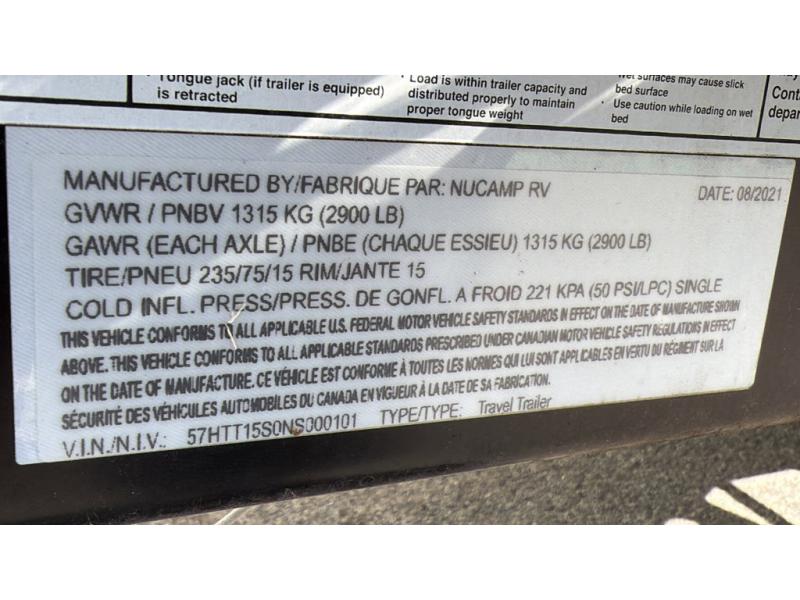 Tongue jack (if trailer is equipped)
is retracted
• Load is within trailer capacity and
distributed properly to maintain
proper tongue weight
Wet surfaces may cause slick
bed surface
• Use caution while loading on wet
bed
MANUFACTURED BY/FABRIQUE PAR: NUCAMP RV DATE: 08/2021
GVWR / PNBV 1315 KG (2900 LB)
GAWR (EACH AXLE) / PNBE (CHAQUE ESSIEU) 1315 KG (2900 LB)
TIRE/PNEU 235/75/15 RIM/JANTE 15
COLD INFL. PRESS/PRESS. DE GONFL. A FROID 221 KPA (50 PSI/LPC) SINGLE
THIS VEHICLE CONFORMS TO ALL APPLICABLE U.S. FEDERAL MOTOR VEHICLE SAFETY STANDARDS IN EFFECT ON THE DATE OF MANUFACTURE SHOWN
ABOVE. THIS VEHICLE CONFORMS TO ALL APPLICABLE STANDARDS PRESCRIBED UNDER CANADIAN MOTOR VEHICLE SAFETY REGULATIONS IN EFFECT
ON THE DATE OF MANUFACTURE. CE VÉHICLE EST CONFORME À TOUTES LES NORMES QUI LUI SONT APPLICABLES EN VERTU DU RÉGIMENT SUR LA
SÉCURITÉ DES VÉHICULES AUTOMOBILES DU CANADA EN VIGUEUR À LA DATE DE SA FABRICATION.
V.I.N./N.I.V.: 57HTT15S0NS000101 TYPE/TYPE: Travel Trailer